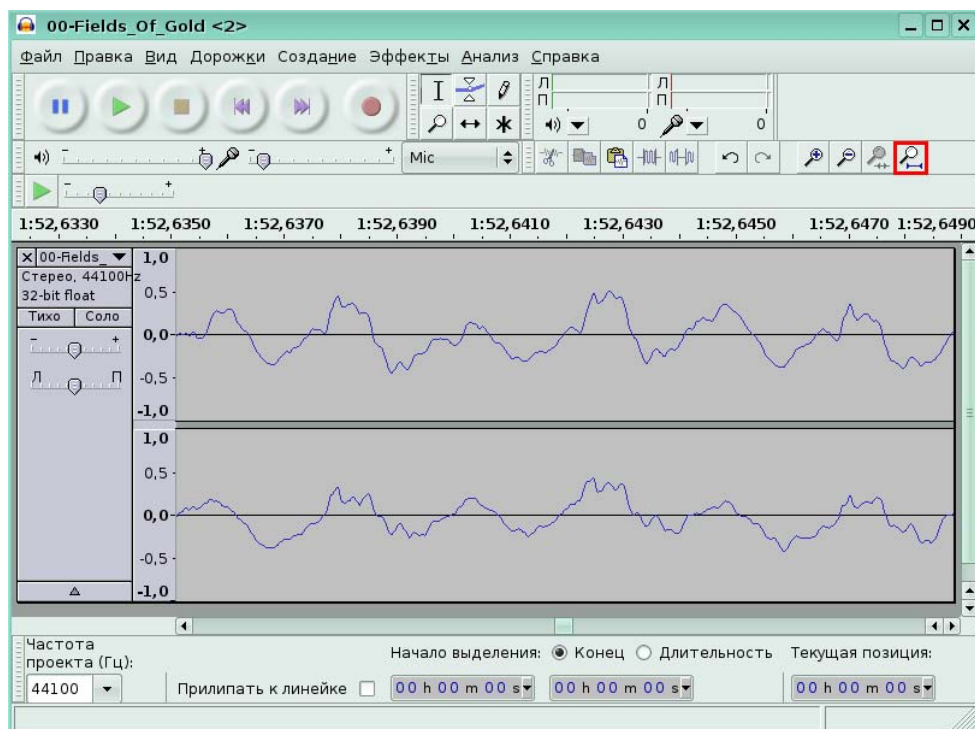 00-Fields_Of_Gold <2>
Файл Правка Вид Дорожки Создание Эффекты Анализ Справка
Л
П
Л
П
0
0
- +
- +
Mic
- +
1:52,6330 1:52,6350 1:52,6370 1:52,6390 1:52,6410 1:52,6430 1:52,6450 1:52,6470 1:52,6490
X 00-Fields_
Стерео, 44100Hz
32-bit float
Тихо Соло
- +
Л П
1,0
0,5
0,0
-0,5
-1,0
1,0
0,5
0,0
-0,5
-1,0
Частота
проекта (Гц):
44100
Начало выделения: Конец Длительность Текущая позиция:
Прилипать к линейке 00 h 00 m 00 s 00 h 00 m 00 s 00 h 00 m 00 s